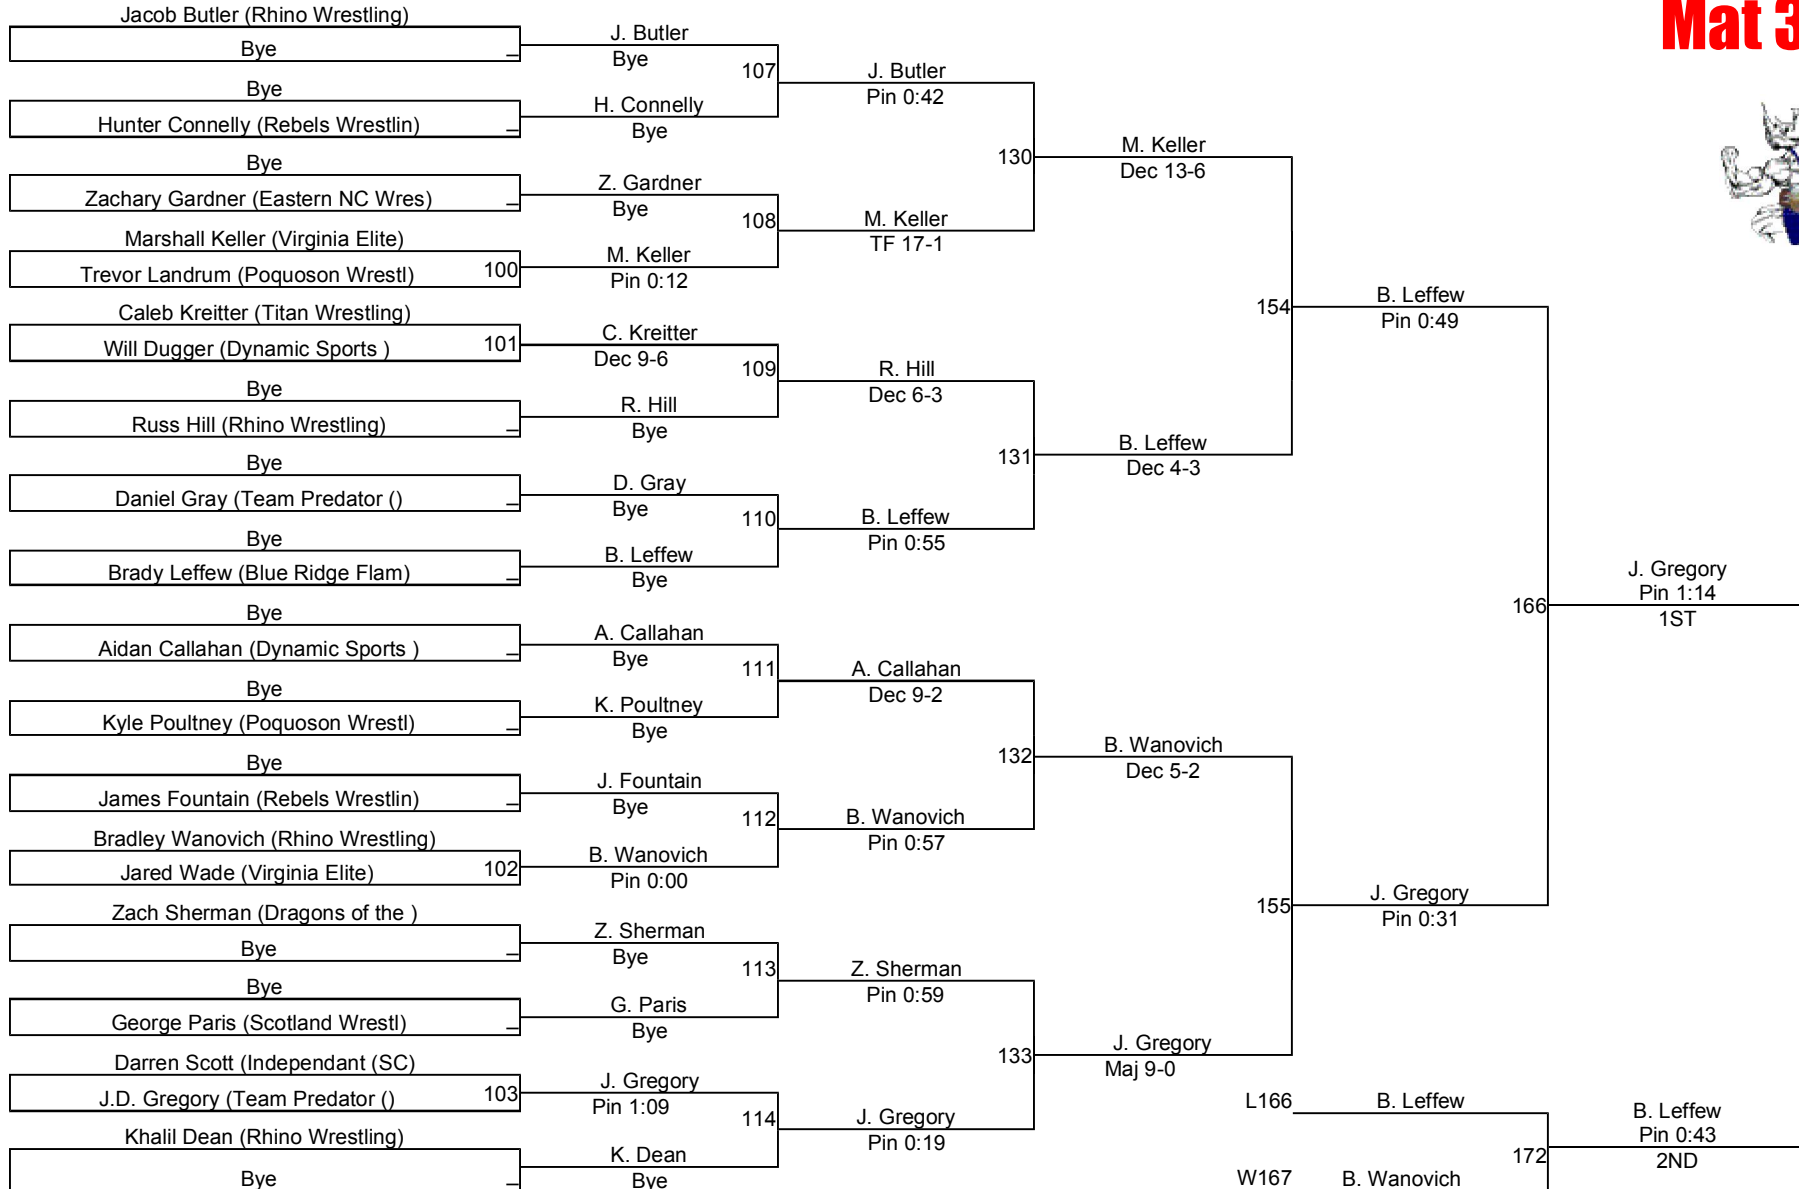 Mat 3
Jacob Butler (Rhino Wrestling)
Bye
Bye
Hunter Connelly (Rebels Wrestlin)
Bye
Zachary Gardner (Eastern NC Wres)
Marshall Keller (Virginia Elite)
Trevor Landrum (Poquoson Wrestl) 100
Caleb Kreitter (Titan Wrestling)
Will Dugger (Dynamic Sports ) 101
Bye
Russ Hill (Rhino Wrestling)
Bye
Daniel Gray (Team Predator ()
Bye
Brady Leffew (Blue Ridge Flam)
Bye
Aidan Callahan (Dynamic Sports )
Bye
Kyle Poultney (Poquoson Wrestl)
Bye
James Fountain (Rebels Wrestlin)
Bradley Wanovich (Rhino Wrestling)
Jared Wade (Virginia Elite) 102
Zach Sherman (Dragons of the )
Bye
Bye
George Paris (Scotland Wrestl)
Darren Scott (Independant (SC)
J.D. Gregory (Team Predator () 103
Khalil Dean (Rhino Wrestling)
Bye
J. Butler
Bye
107
H. Connelly
Bye
Z. Gardner
Bye
108
M. Keller
Pin 0:12
C. Kreitter
Dec 9-6
109
R. Hill
Bye
D. Gray
Bye
110
B. Leffew
Bye
A. Callahan
Bye
111
K. Poultney
Bye
J. Fountain
Bye
112
B. Wanovich
Pin 0:00
Z. Sherman
Bye
113
G. Paris
Bye
J. Gregory
Pin 1:09
114
K. Dean
Bye
J. Butler
Pin 0:42
130
M. Keller
TF 17-1
R. Hill
Dec 6-3
131
B. Leffew
Pin 0:55
A. Callahan
Dec 9-2
132
B. Wanovich
Pin 0:57
Z. Sherman
Pin 0:59
133
J. Gregory
Pin 0:19
M. Keller
Dec 13-6
154
B. Leffew
Dec 4-3
B. Wanovich
Dec 5-2
155
J. Gregory
Maj 9-0
B. Leffew
Pin 0:49
166
J. Gregory
Pin 0:31
J. Gregory
Pin 1:14
1ST
L166 B. Leffew
172
W167 B. Wanovich
B. Leffew
Pin 0:43
2ND